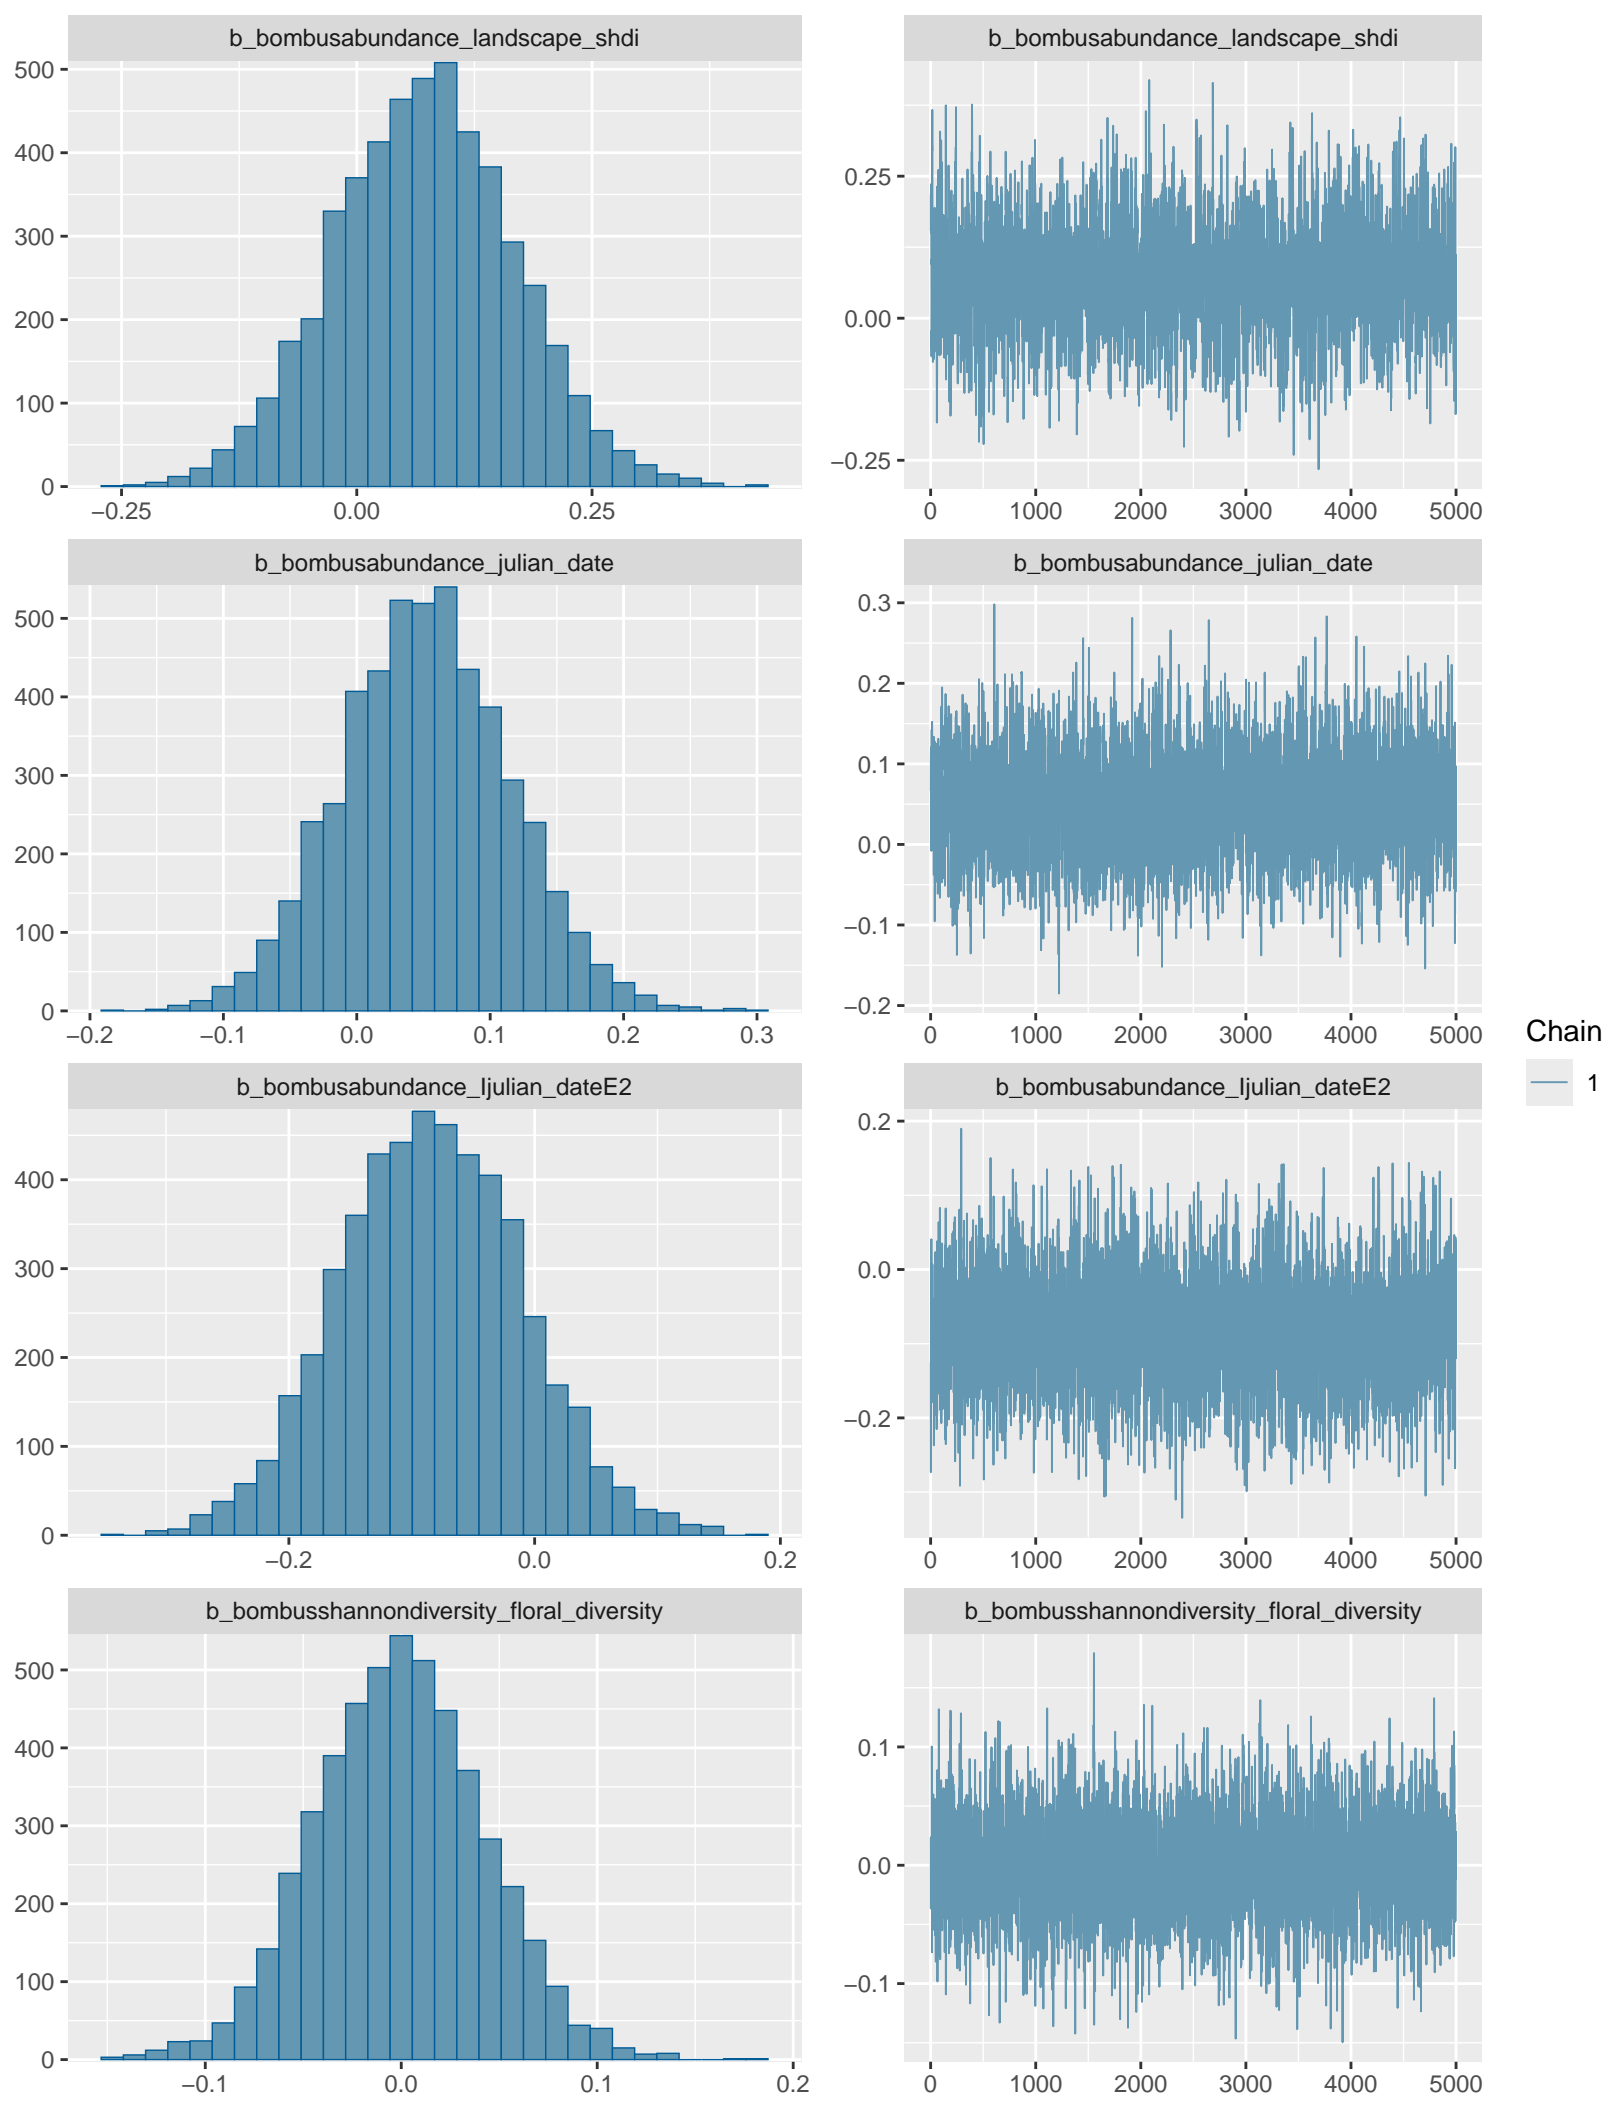 b_bombusabundance_landscape_shdi
b_bombusabundance_landscape_shdi
500
400
300
200
100
0
−0.25 0.00 0.25
0.25
0.00
−0.25
0 1000 2000 3000 4000 5000
b_bombusabundance_julian_date
b_bombusabundance_julian_date
500
400
300
200
100
0
−0.2 −0.1 0.0 0.1 0.2 0.3
0.3
0.2
0.1
0.0
−0.1
−0.2
0 1000 2000 3000 4000 5000
Chain
1
b_bombusabundance_Ijulian_dateE2
b_bombusabundance_Ijulian_dateE2
400
300
200
100
0
−0.2 0.0 0.2
0.2
0.0
−0.2
0 1000 2000 3000 4000 5000
b_bombusshannondiversity_floral_diversity
b_bombusshannondiversity_floral_diversity
500
400
300
200
100
0
−0.1 0.0 0.1 0.2
0.1
0.0
−0.1
0 1000 2000 3000 4000 5000